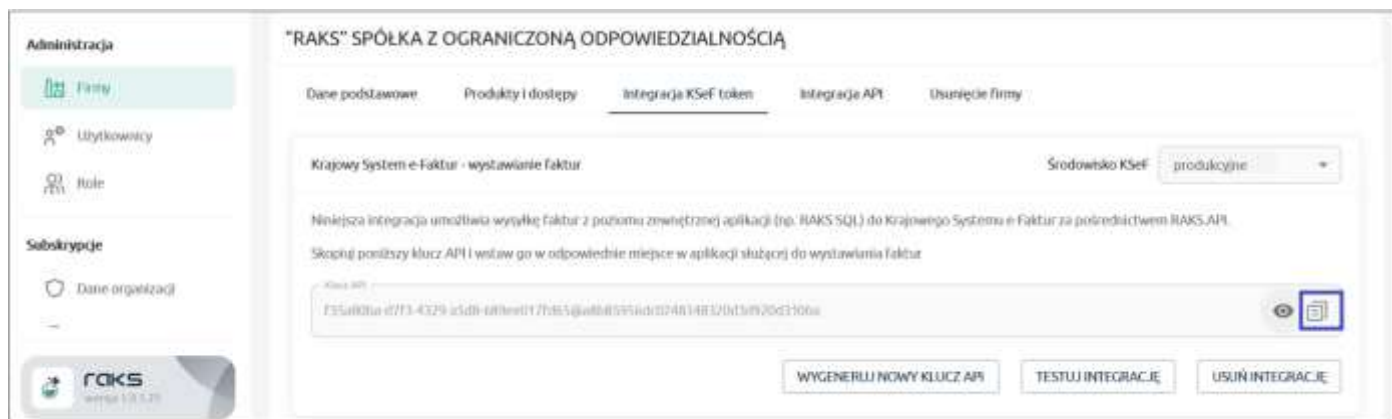 "RAKS" SPÓŁKA Z OGRANICZONĄ ODPOWIEDZIALNOŚCIĄ
Administracja
Firmy
Użytkownicy
Role
Subskrypcje
Dane organizacji
raks
Dane podstawowe
Produkty i dostępy
Integracja KSeF token
Integracja API
Usunięcie firmy
Krajowy System e-Faktur - wystawianie faktur
Środowisko KSeF
produkcyjne
Niniejsza integracja umożliwia wysyłkę faktur z poziomu zewnętrznej aplikacji (np. RAKS SQL) do Krajowego Systemu e-Faktur za pośrednictwem RAKS.API.
Skopiuj poniższy klucz API i wstaw go w odpowiednie miejsce w aplikacji służącej do wystawiania faktur
Klucz API
WYGENERUJ NOWY KLUCZ API
TESTUJ INTEGRACJĘ
USUŃ INTEGRACJĘ